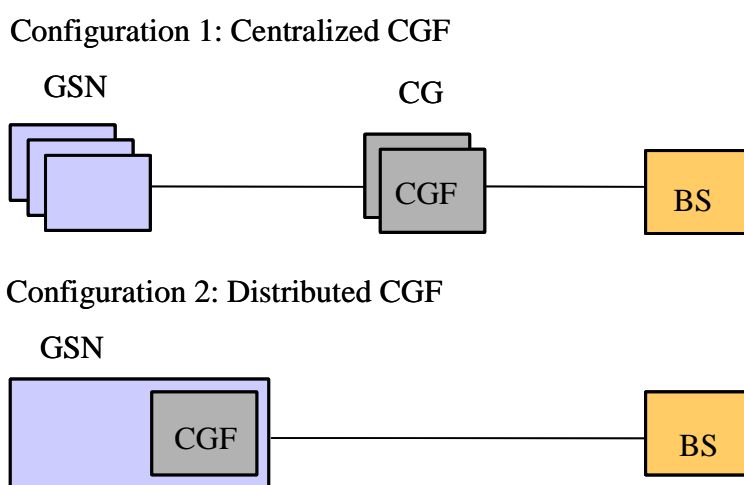 Configuration 1: Centralized CGF
GSN
CG
CGF
BS
Configuration 2: Distributed CGF
GSN
CGF
BS